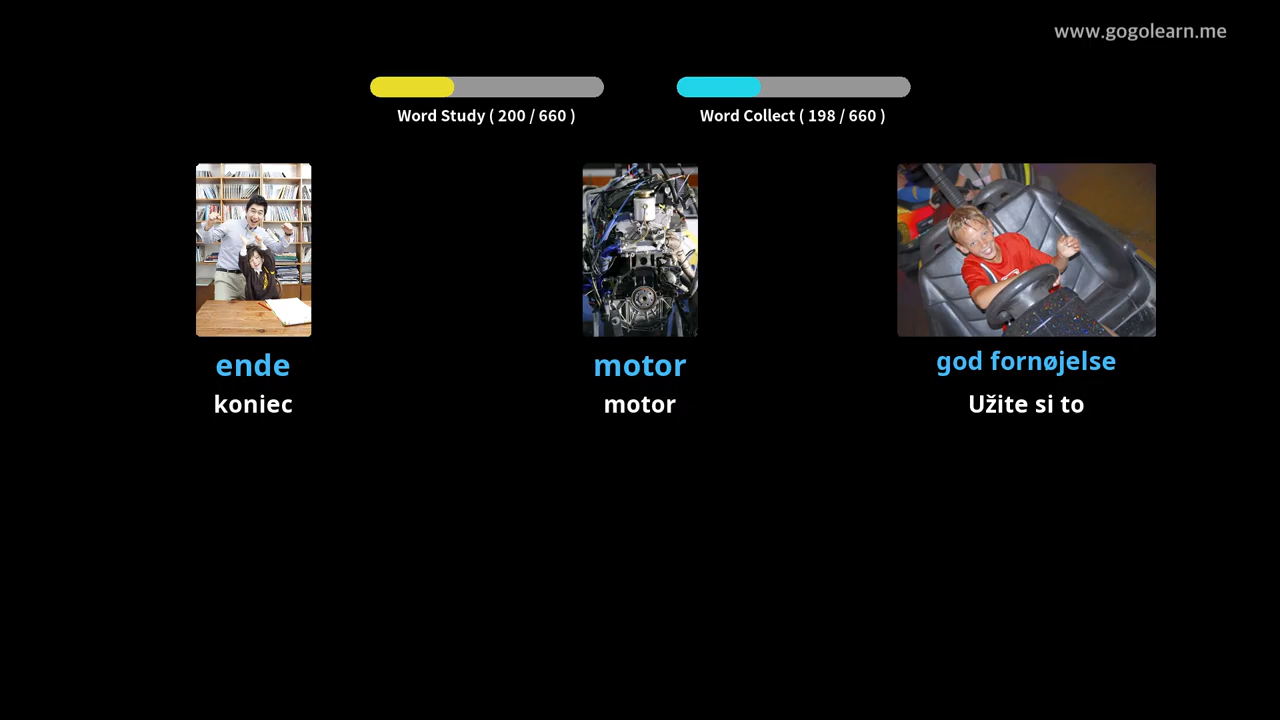 www.gogolearn.me
Word Study ( 200 / 660 )
Word Collect ( 198 / 660 )
ende
koniec
motor
motor
god fornøjelse
Užite si to